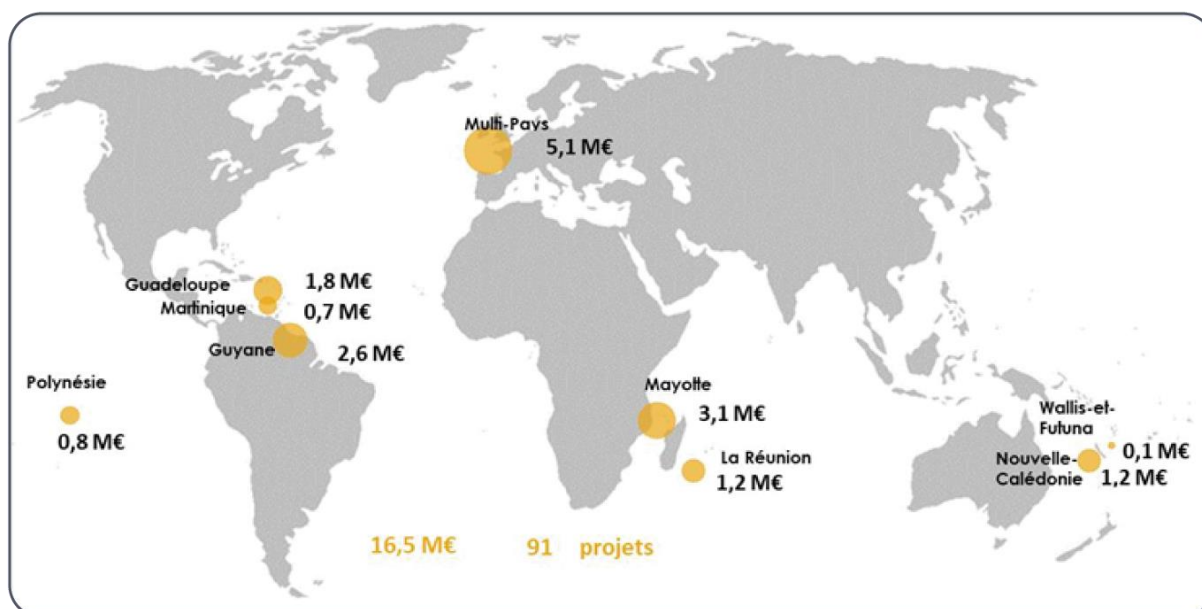 Multi-Pays
5,1 M€
Guadeloupe
1,8 M€
Martinique
0,7 M€
Guyane
2,6 M€
Polynésie
0,8 M€
Mayotte
3,1 M€
La Réunion
1,2 M€
Wallis-et-
Futuna
0,1 M€
Nouvelle-
Calédonie
1,2 M€
16,5 M€ 91 projets